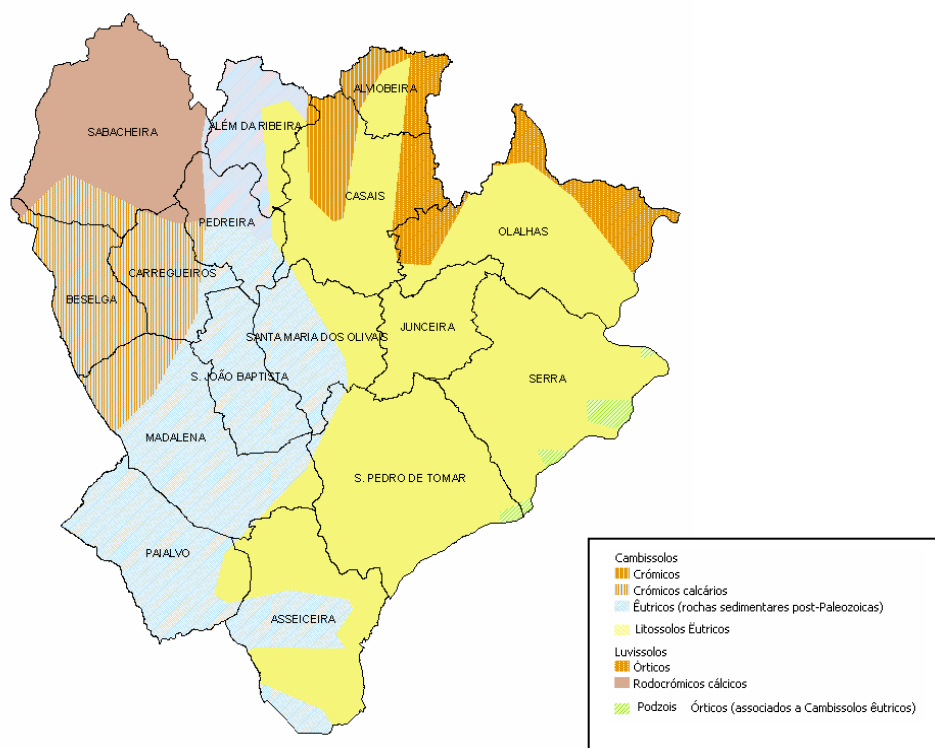 ALVIOBEIRA
ALÉM DA RIBEIRA
SABACHEIRA
CASAIS
PEDREIRA
OLALHAS
CARREGUEIROS
BESELGA
JUNCEIRA
SANTA MARIA DOS OLIVAIS
S. JOÃO BAPTISTA
SERRA
MADALENA
S. PEDRO DE TOMAR
PAIALVO
ASSEICEIRA
Cambissolos
Crómicos
Crómicos calcários
Êutricos (rochas sedimentares post-Paleozoicas)
Litossolos Ëutricos
Luvissolos
Órticos
Rodocrómicos cálcicos
Podzois Órticos (associados a Cambissolos êutricos)